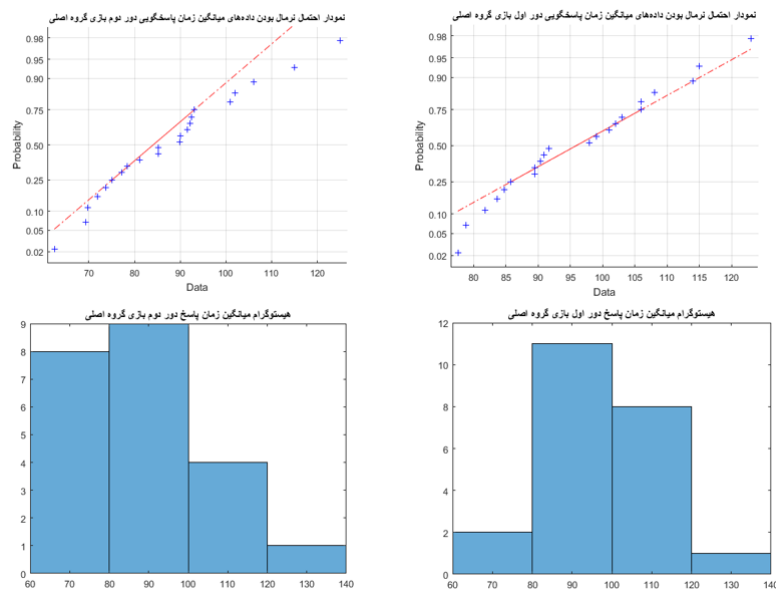 نمودار احتمال نرمال بودن داده‌های میانگین زمان پاسخگویی دور دوم بازی گروه اصلی
0.98
0.95
0.90
0.75
0.50
0.25
0.10
0.05
0.02
Probability
70 80 90 100 110 120
Data
نمودار احتمال نرمال بودن داده‌های میانگین زمان پاسخگویی دور اول بازی گروه اصلی
0.98
0.95
0.90
0.75
0.50
0.25
0.10
0.05
0.02
Probability
80 85 90 95 100 105 110 115 120
Data
هیستوگرام میانگین زمان پاسخ دور دوم بازی گروه اصلی
9
8
7
6
5
4
3
2
1
0
60 70 80 90 100 110 120 130 140
هیستوگرام میانگین زمان پاسخ دور اول بازی گروه اصلی
12
10
8
6
4
2
0
60 70 80 90 100 110 120 130 140